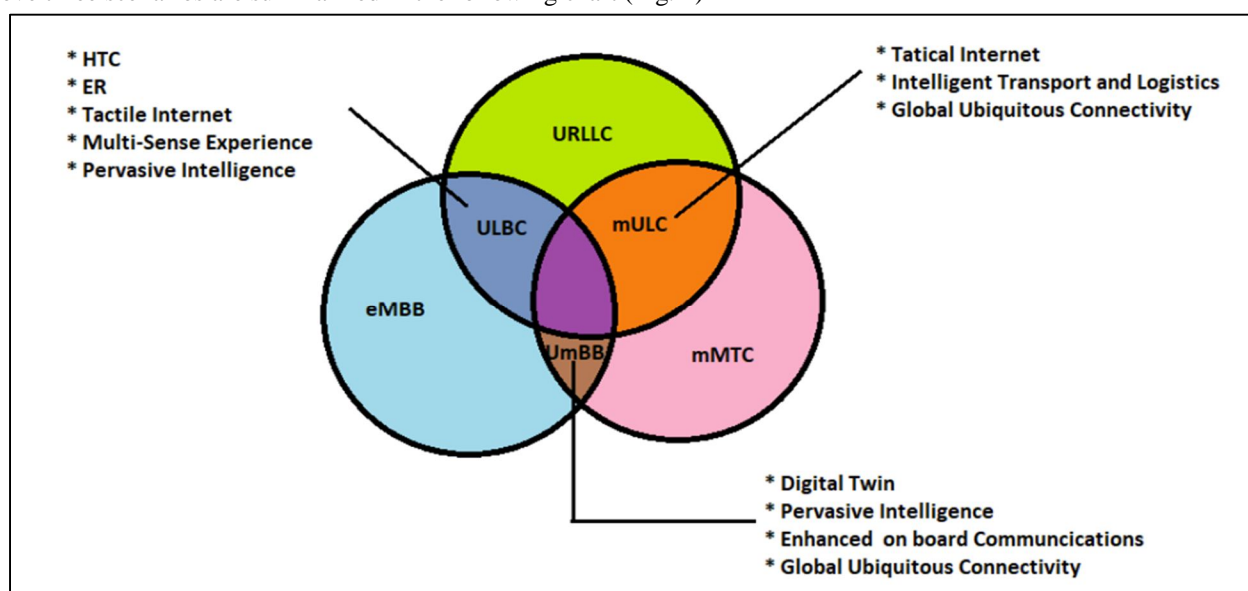 * HTC
* ER
* Tactile Internet
* Multi-Sense Experience
* Pervasive Intelligence
* Tatical Internet
* Intelligent Transport and Logistics
* Global Ubiquitous Connectivity
URLLC
ULBC
mULC
eMBB
UmBB
mMTC
* Digital Twin
* Pervasive Intelligence
* Enhanced on board Communcications
* Global Ubiquitous Connectivity